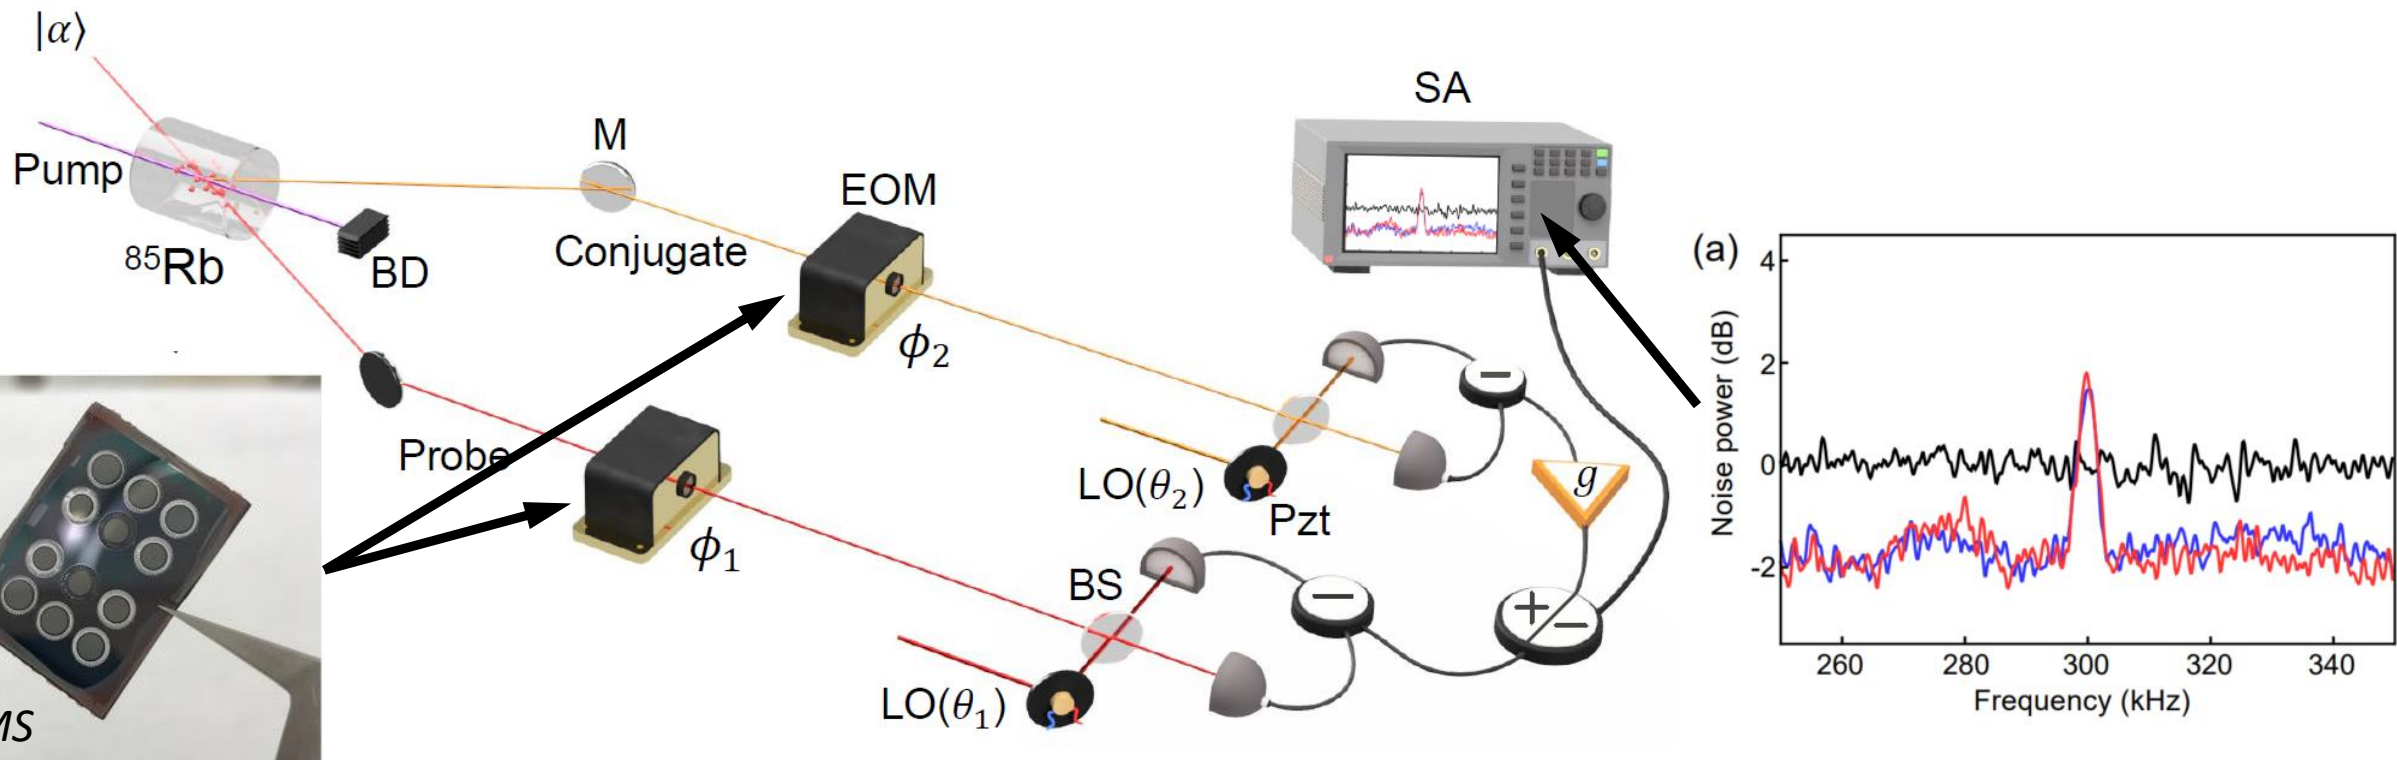 |α⟩
Pump
⁸⁵Rb
BD
M
Conjugate
EOM
ϕ₂
Probe
ϕ₁
SA
LO(θ₂)
Pzt
BS
LO(θ₁)
−
−
g
+ −
MS
(a)
Noise power (dB)
4
2
0
-2
260 280 300 320 340
Frequency (kHz)